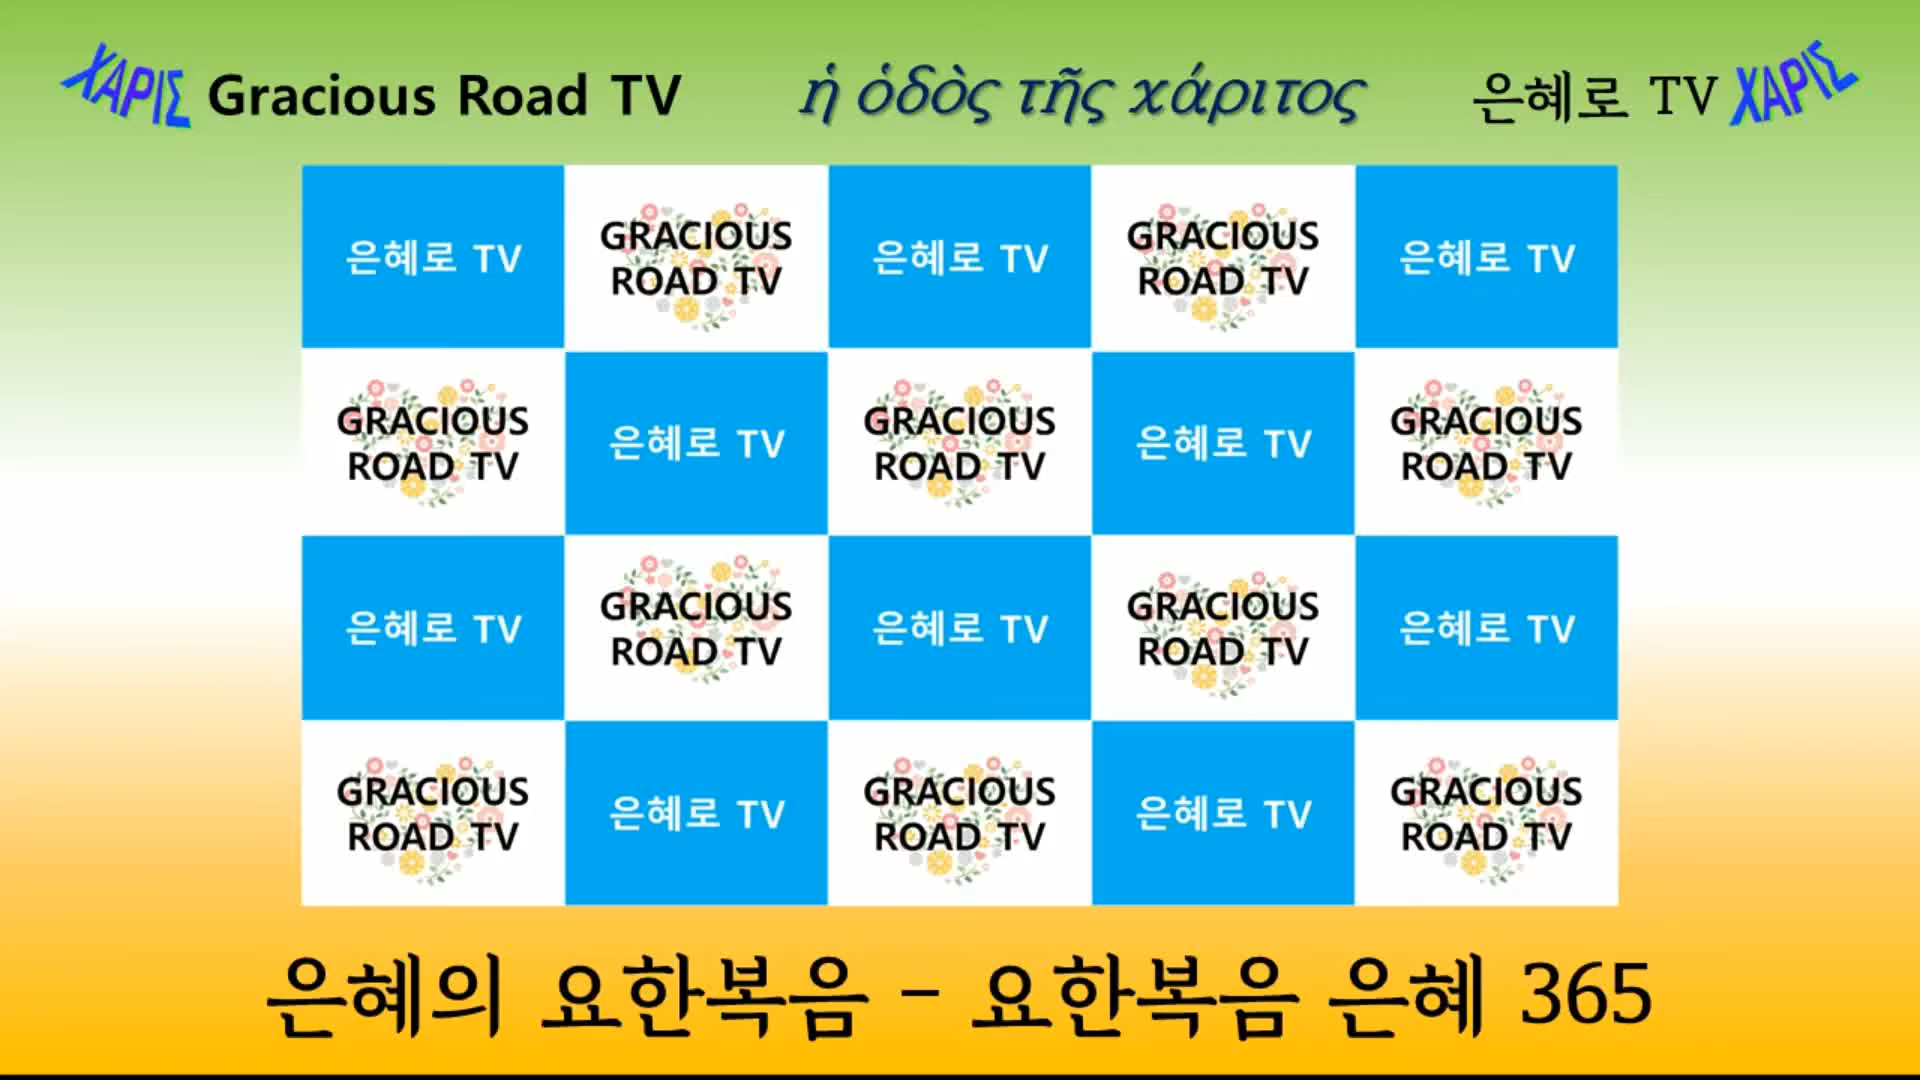 ΧΑΡΙΣ Gracious Road TV ἡ ὁδὸς τῆς χάριτος 은혜로 TV ΧΑΡΙΣ
은혜로 TV GRACIOUS ROAD TV 은혜로 TV GRACIOUS ROAD TV 은혜로 TV
GRACIOUS ROAD TV 은혜로 TV GRACIOUS ROAD TV 은혜로 TV GRACIOUS ROAD TV
은혜로 TV GRACIOUS ROAD TV 은혜로 TV GRACIOUS ROAD TV 은혜로 TV
GRACIOUS ROAD TV 은혜로 TV GRACIOUS ROAD TV 은혜로 TV GRACIOUS ROAD TV
은혜의 요한복음 - 요한복음 은혜 365